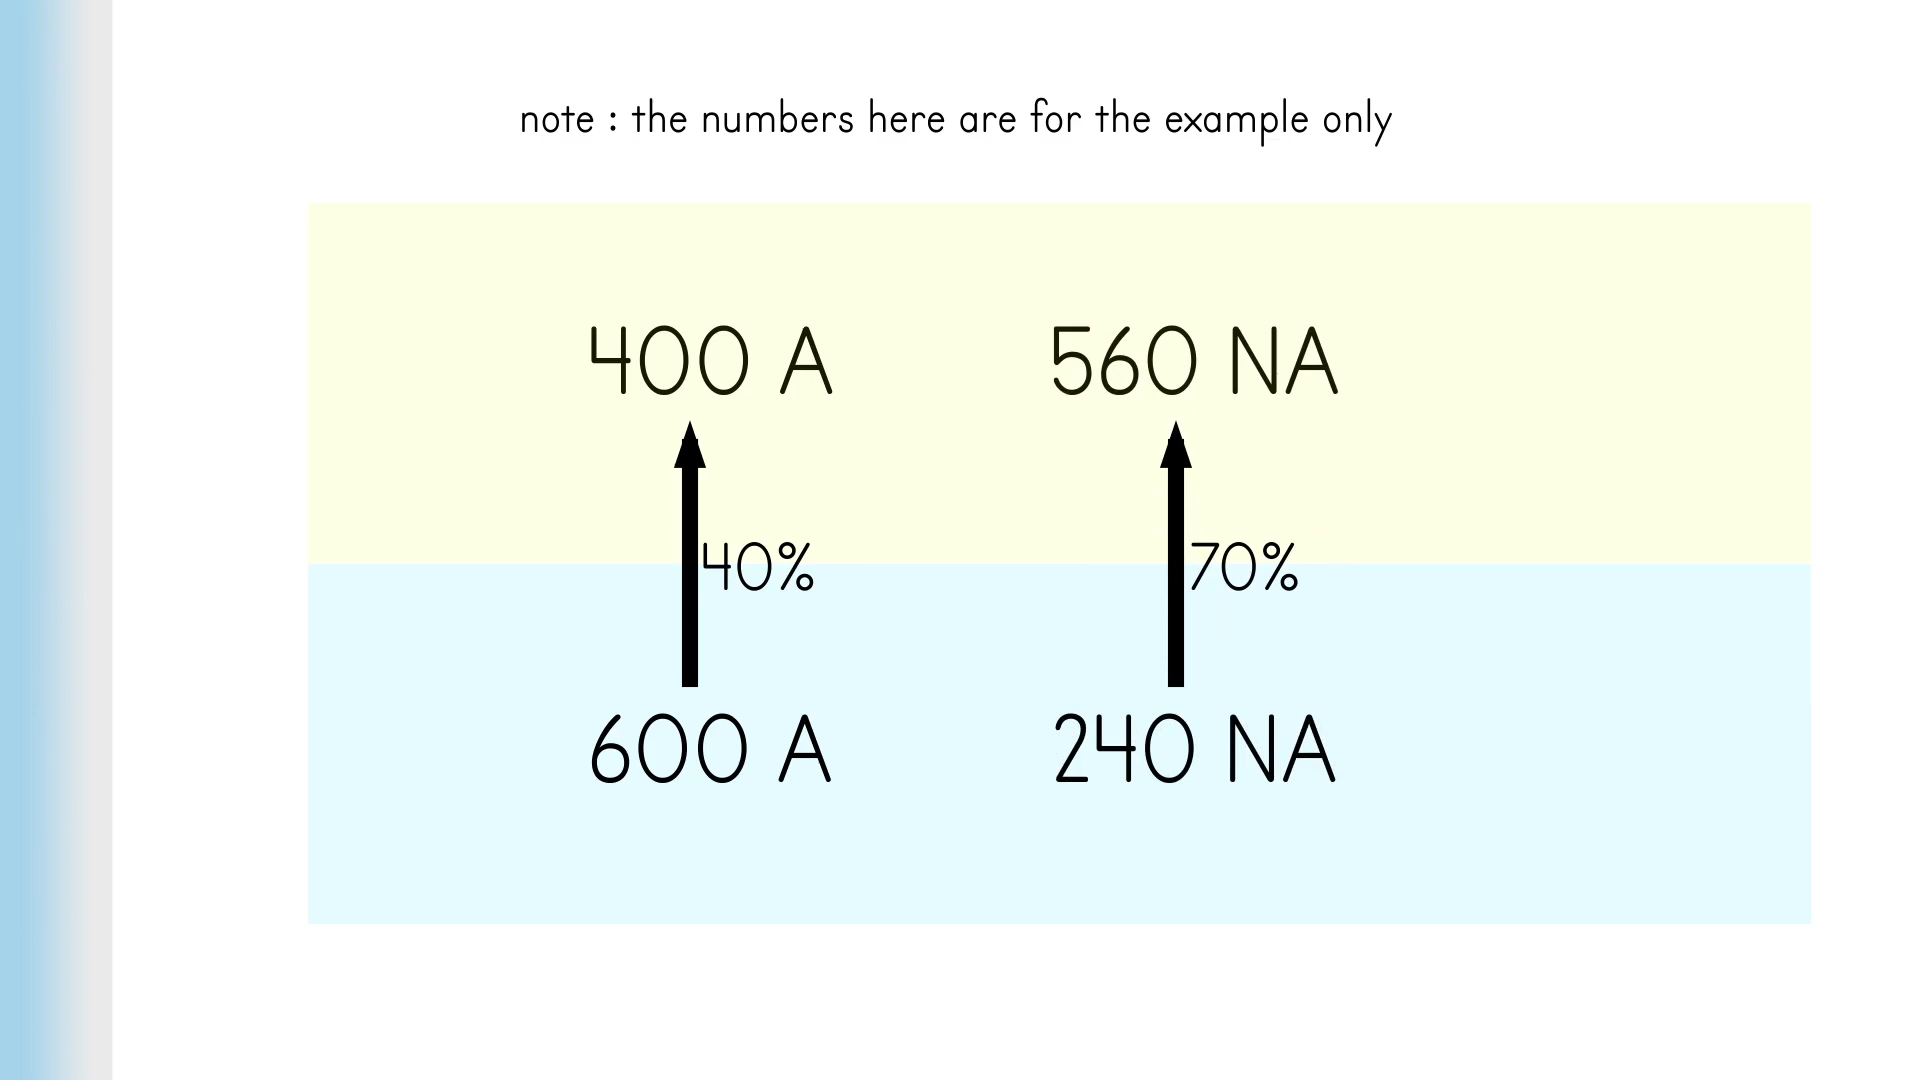 note : the numbers here are for the example only
400 A 560 NA
40% 70%
600 A 240 NA